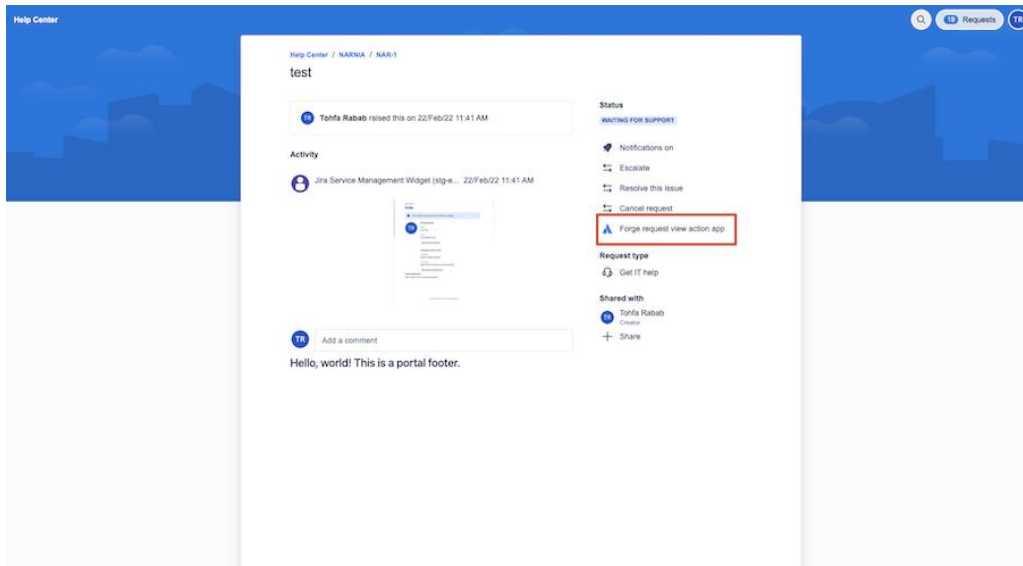 Help Center
19 Requests
TR
Help Center / NARNIA / NAR-1
test
TR Tohfa Rabab raised this on 22/Feb/22 11:41 AM
Activity
Jira Service Management Widget (stg-e... 22/Feb/22 11:41 AM
TR Add a comment
Hello, world! This is a portal footer.
Status
WAITING FOR SUPPORT
Notifications on
Escalate
Resolve this issue
Cancel request
Forge request view action app
Request type
Get IT help
Shared with
TR Tohfa Rabab
Creator
Share